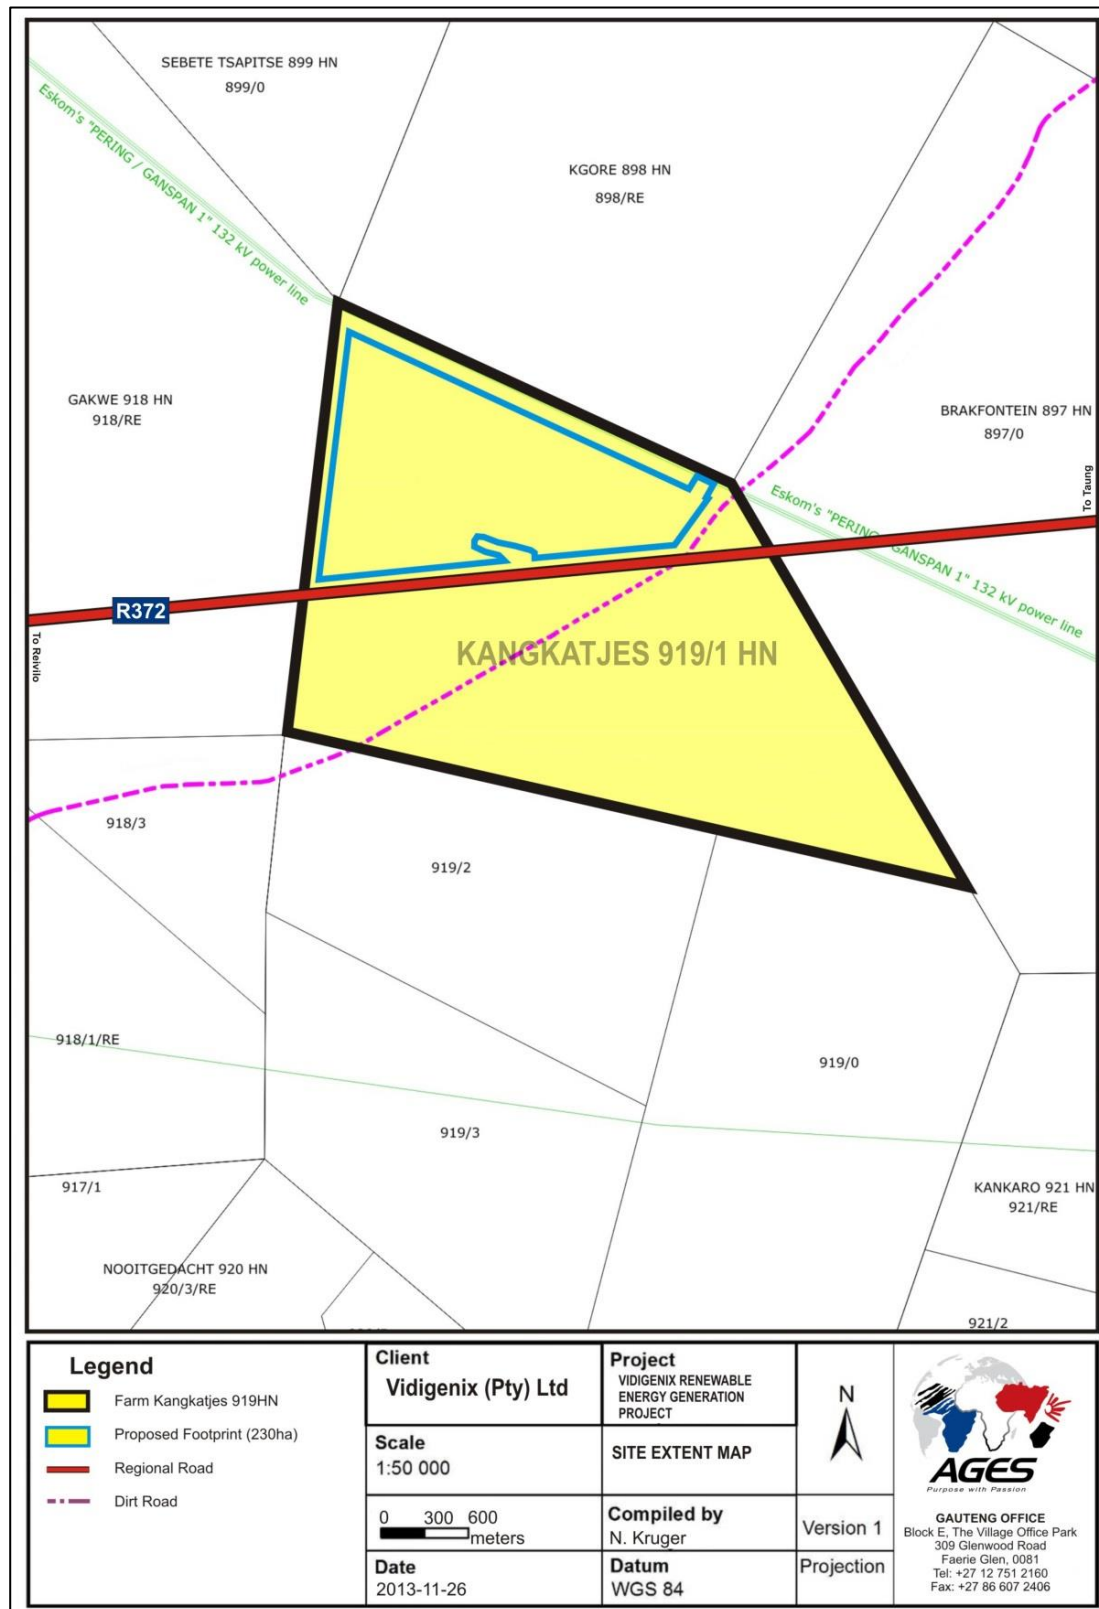 SEBETE TSAPITSE 899 HN
899/0
Eskom's "PERING / GANSPAN 1" 132 kV power line
KGORE 898 HN
898/RE
GAKWE 918 HN
918/RE
BRAKFONTEIN 897 HN
897/0
To Taung
Eskom's "PERING / GANSPAN 1" 132 kV power line
R372
To Reivilo
KANGKATJES 919/1 HN
918/3
919/2
918/1/RE
919/0
919/3
917/1
KANKARO 921 HN
921/RE
NOOITGEDACHT 920 HN
920/3/RE
921/2
Legend
Farm Kangkatjes 919HN
Proposed Footprint (230ha)
Regional Road
Dirt Road
Client
Vidigenix (Pty) Ltd
Scale
1:50 000
0 300 600
meters
Date
2013-11-26
Project
VIDIGENIX RENEWABLE
ENERGY GENERATION
PROJECT
SITE EXTENT MAP
Compiled by
N. Kruger
Datum
WGS 84
N
Version 1
Projection
AGES
Purpose with Passion
GAUTENG OFFICE
Block E, The Village Office Park
309 Glenwood Road
Faerie Glen, 0081
Tel: +27 12 751 2160
Fax: +27 86 607 2406